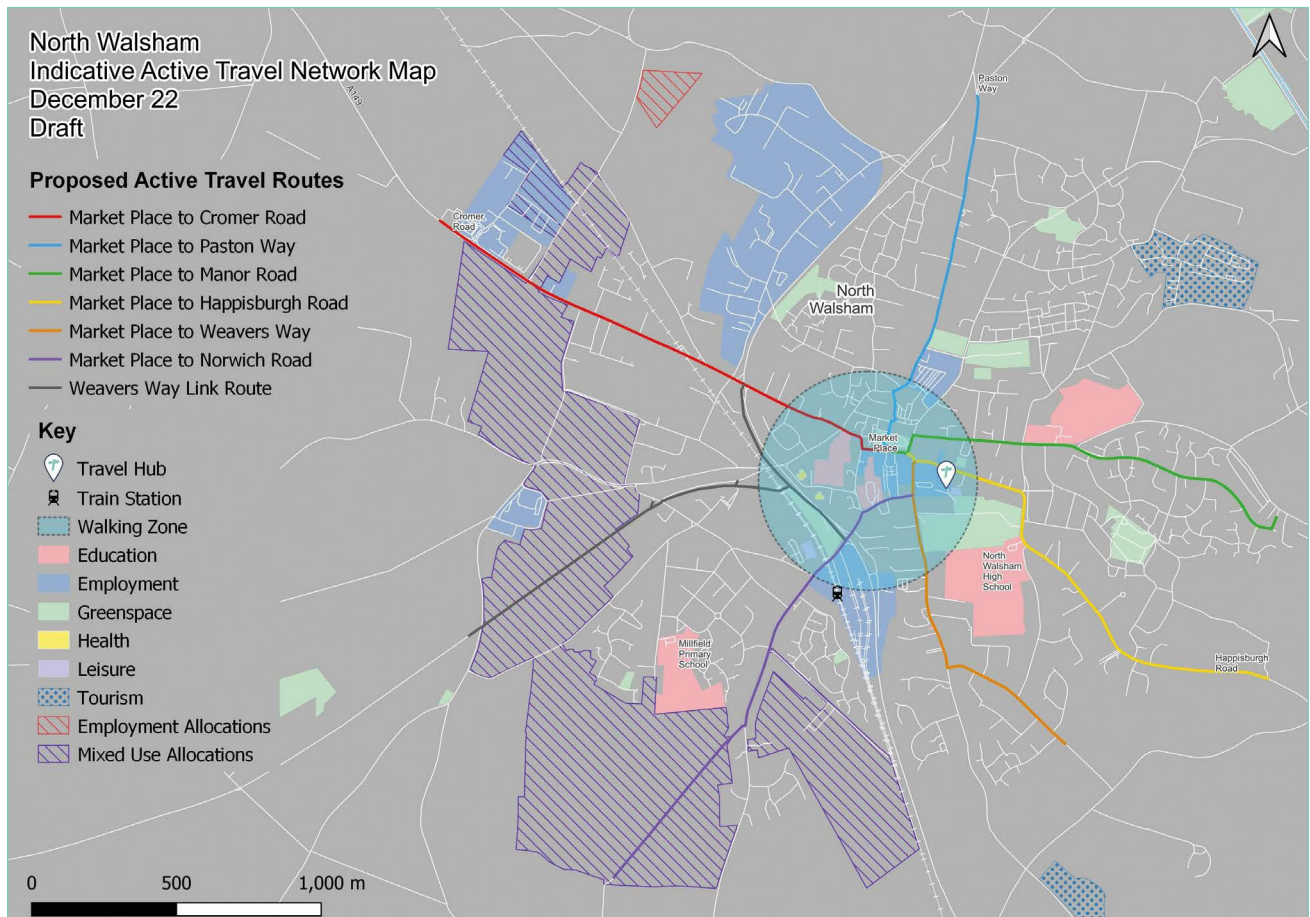 North Walsham
Indicative Active Travel Network Map
December 22
Draft
Proposed Active Travel Routes
Market Place to Cromer Road
Market Place to Paston Way
Market Place to Manor Road
Market Place to Happisburgh Road
Market Place to Weavers Way
Market Place to Norwich Road
Weavers Way Link Route
Key
Travel Hub
Train Station
Walking Zone
Education
Employment
Greenspace
Health
Leisure
Tourism
Employment Allocations
Mixed Use Allocations
0 500 1,000 m
A149
Paston
Way
Cromer
Road
North
Walsham
Market
Place
North
Walsham
High
School
Millfield
Primary
School
Happisburgh
Road